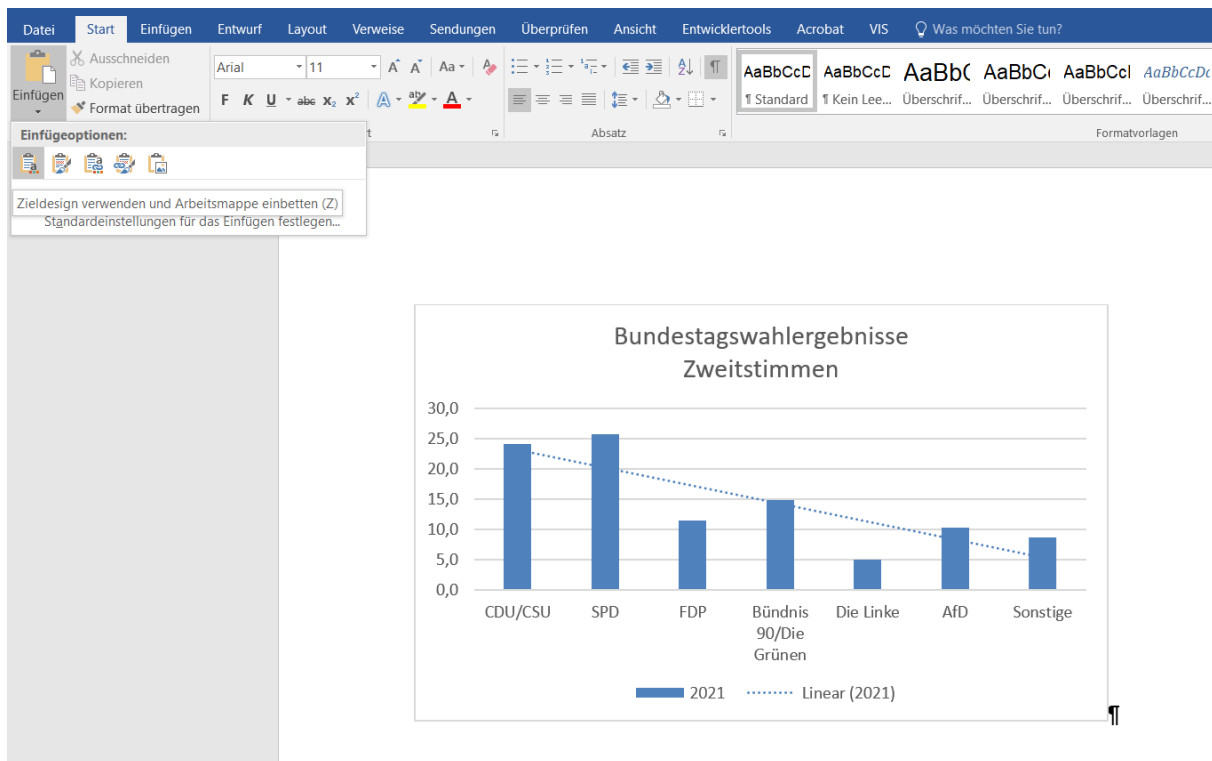 Datei Start Einfügen Entwurf Layout Verweise Sendungen Überprüfen Ansicht Entwicklertools Acrobat VIS Was möchten Sie tun?
Ausschneiden
Kopieren
Format übertragen
Einfügen
Arial 11
F K U abc X₂ x² A aby A
AaBbCcD AaBbCcD AaBb( AaBbC AaBbCcI AaBbCcDc
¶ Standard ¶ Kein Lee... Überschrif... Überschrif... Überschrif... Überschrif...
Absatz Formatvorlagen
Einfügeoptionen:
Zieldesign verwenden und Arbeitsmappe einbetten (Z)
Standardeinstellungen für das Einfügen festlegen...
Bundestagswahlergebnisse
Zweitstimmen
30,0
25,0
20,0
15,0
10,0
5,0
0,0
CDU/CSU SPD FDP Bündnis Die Linke AfD Sonstige
90/Die
Grünen
2021 Linear (2021)
¶